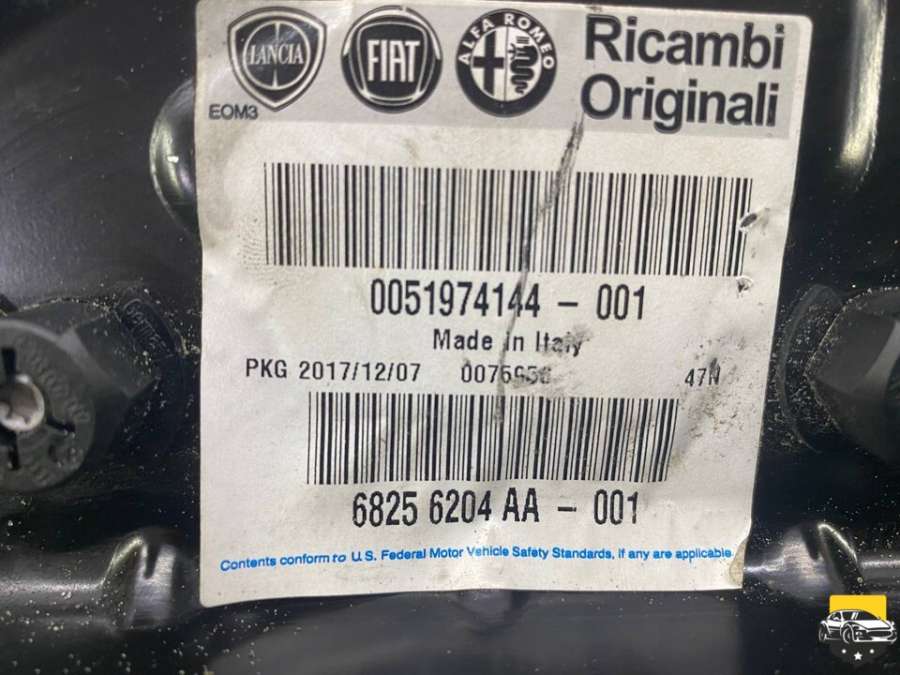 LANCIA
FIAT
ALFA ROMEO
Ricambi
Originali
EOM3
0051974144 - 001
Made in Italy
PKG 2017/12/07
47N
6825 6204 AA - 001
Contents conform to U.S. Federal Motor Vehicle Safety Standards, if any are applicable.